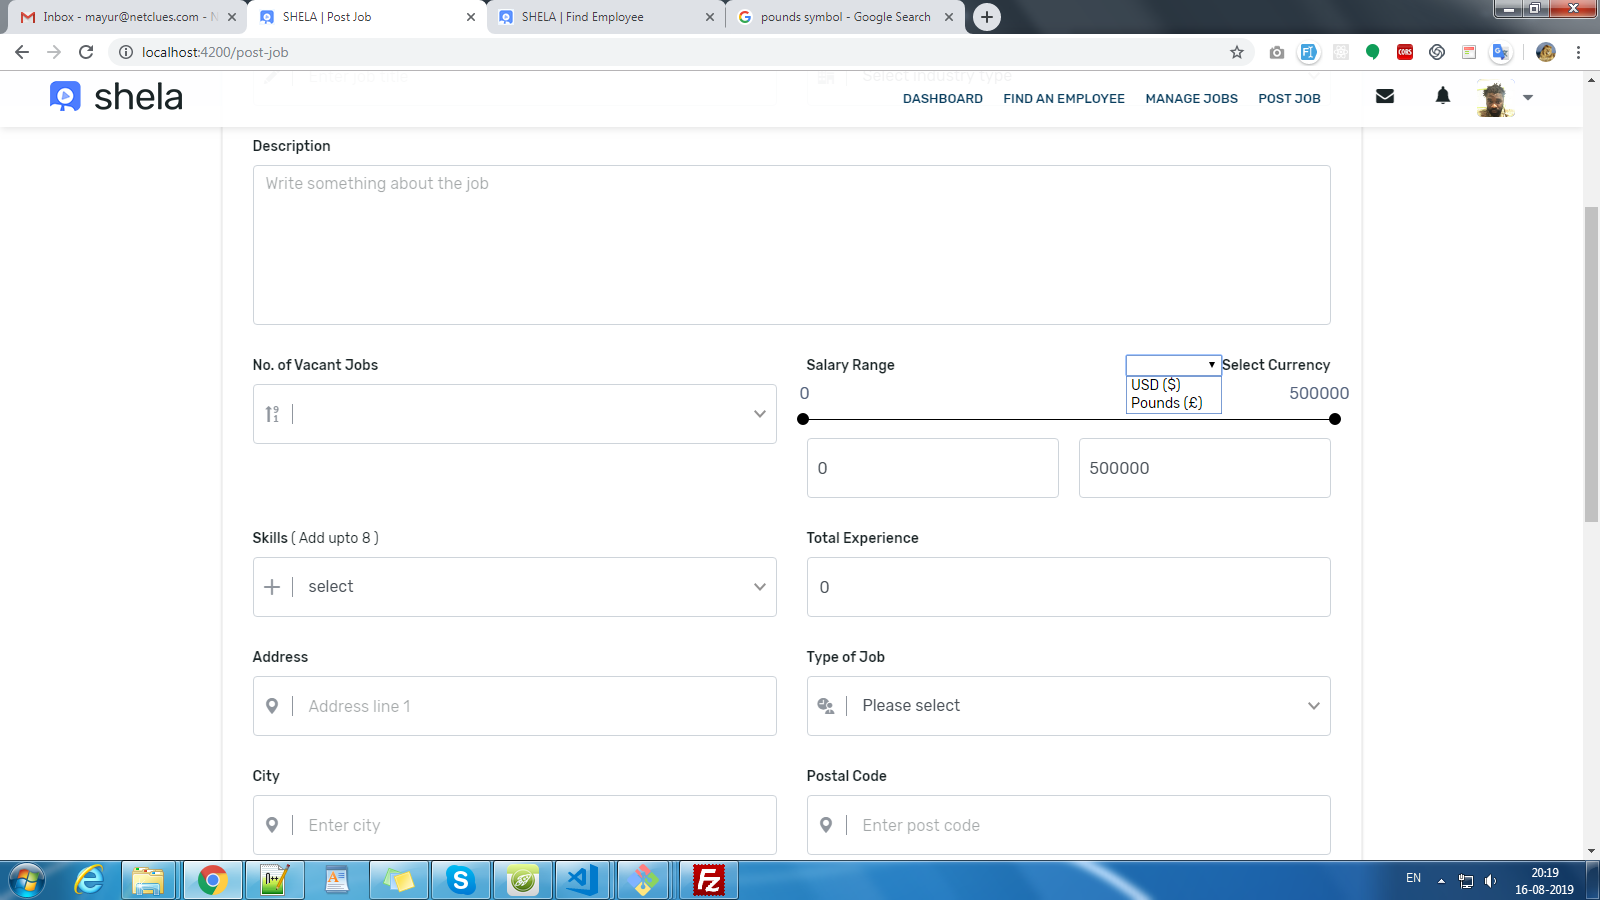 Inbox - mayur@netclues.com - N
SHELA | Post Job
SHELA | Find Employee
pounds symbol - Google Search
localhost:4200/post-job
CORS
Enter job title
Select industry type
shela
DASHBOARD
FIND AN EMPLOYEE
MANAGE JOBS
POST JOB
Description
Write something about the job
No. of Vacant Jobs
Salary Range
Select Currency
USD ($)
Pounds (£)
0
500000
0
500000
Skills ( Add upto 8 )
Total Experience
select
0
Address
Type of Job
Address line 1
Please select
City
Postal Code
Enter city
Enter post code
EN
20:19
16-08-2019